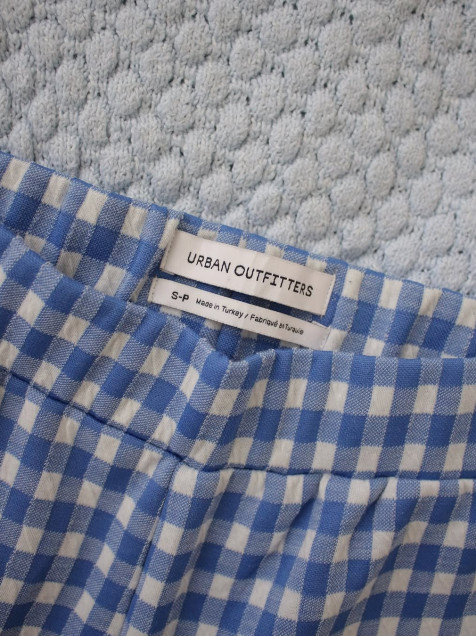 URBAN OUTFITTERS
S-P Made in Turkey / Fabriqué en Turquie